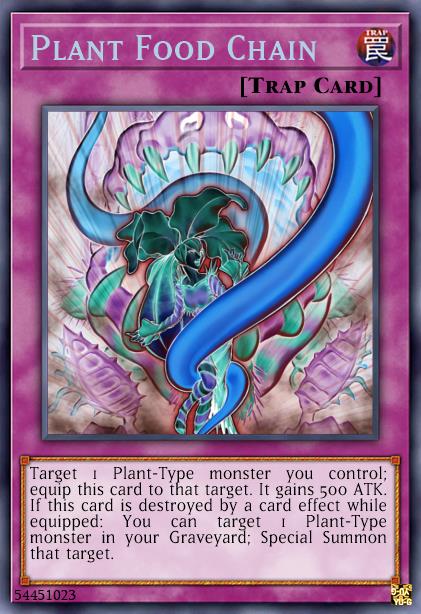 Plant Food Chain
TRAP
罠
[Trap Card]
Target 1 Plant-Type monster you control;
equip this card to that target. It gains 500 ATK.
If this card is destroyed by a card effect while
equipped: You can target 1 Plant-Type
monster in your Graveyard; Special Summon
that target.
54451023